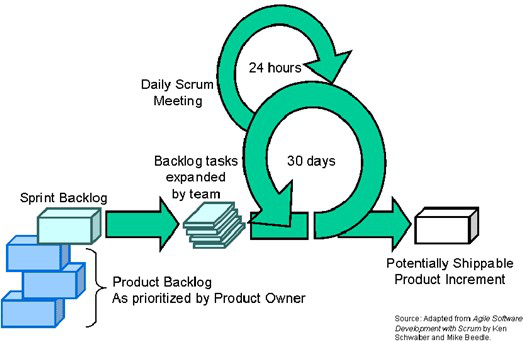 24 hours
Daily Scrum
Meeting
Backlog tasks
expanded
by team
30 days
Sprint Backlog
Product Backlog
As prioritized by Product Owner
Potentially Shippable
Product Increment
Source: Adapted from Agile Software
Development with Scrum by Ken
Schwaber and Mike Beedle.